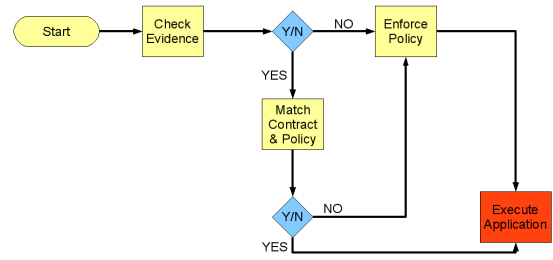 Start
Check
Evidence
Y/N
NO
Enforce
Policy
YES
Match
Contract
& Policy
Y/N
NO
YES
Execute
Application